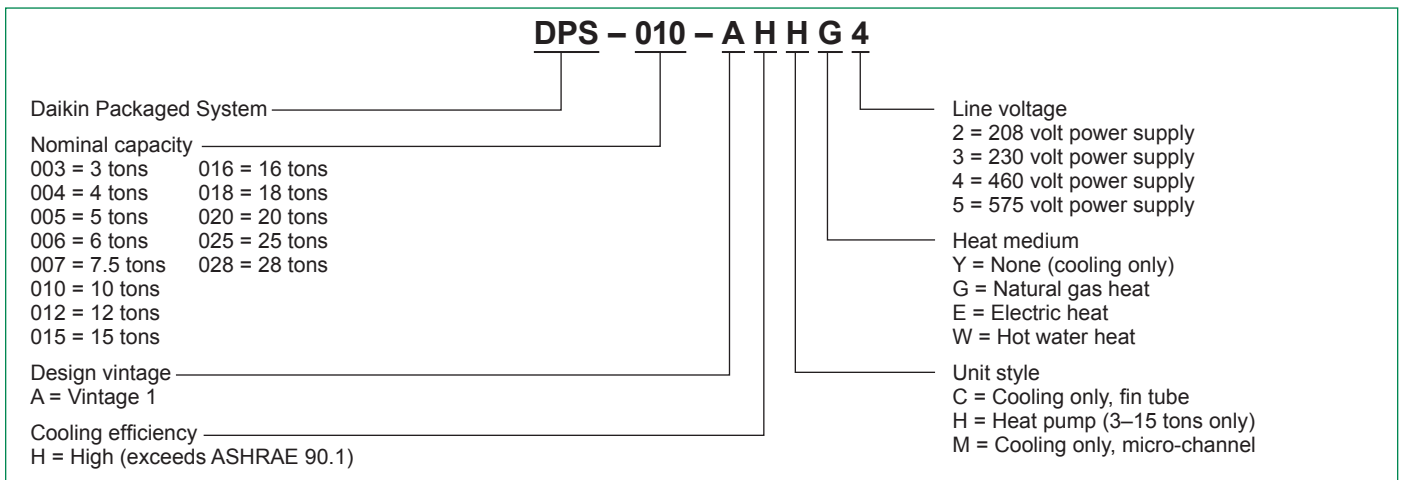 DPS – 010 – A H H G 4
Daikin Packaged System
Nominal capacity
003 = 3 tons 016 = 16 tons
004 = 4 tons 018 = 18 tons
005 = 5 tons 020 = 20 tons
006 = 6 tons 025 = 25 tons
007 = 7.5 tons 028 = 28 tons
010 = 10 tons
012 = 12 tons
015 = 15 tons
Design vintage
A = Vintage 1
Cooling efficiency
H = High (exceeds ASHRAE 90.1)
Line voltage
2 = 208 volt power supply
3 = 230 volt power supply
4 = 460 volt power supply
5 = 575 volt power supply
Heat medium
Y = None (cooling only)
G = Natural gas heat
E = Electric heat
W = Hot water heat
Unit style
C = Cooling only, fin tube
H = Heat pump (3–15 tons only)
M = Cooling only, micro-channel